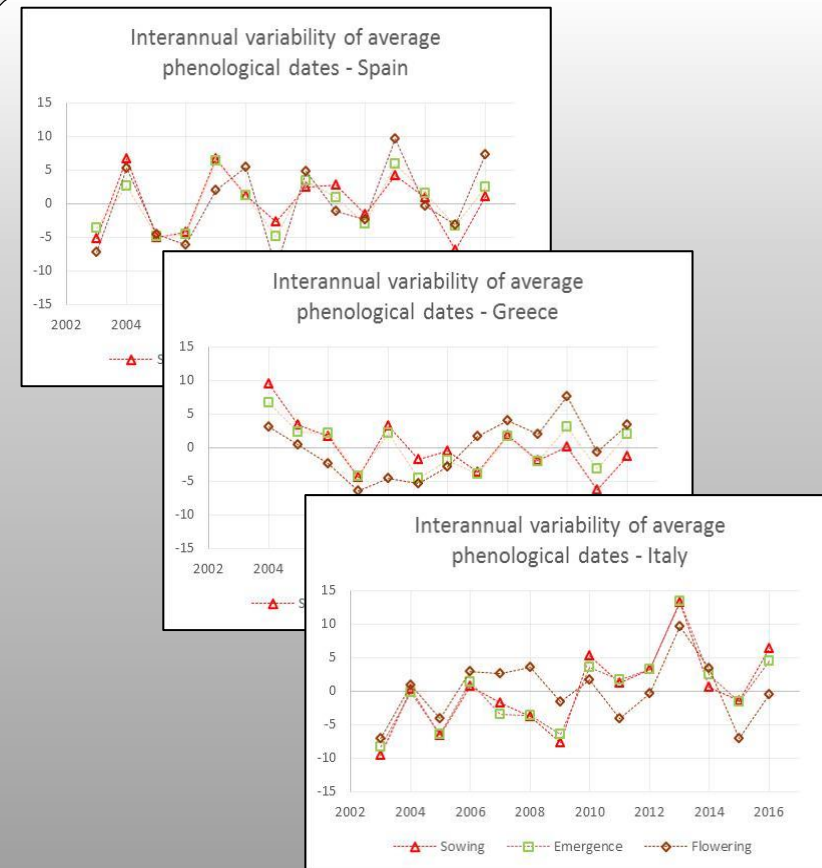 Interannual variability of average
phenological dates - Spain
15
10
5
0
-5
-10
-15
2002 2004
Interannual variability of average
phenological dates - Greece
15
10
5
0
-5
-10
-15
2002 2004
Interannual variability of average
phenological dates - Italy
15
10
5
0
-5
-10
-15
2002 2004 2006 2008 2010 2012 2014 2016
Sowing Emergence Flowering